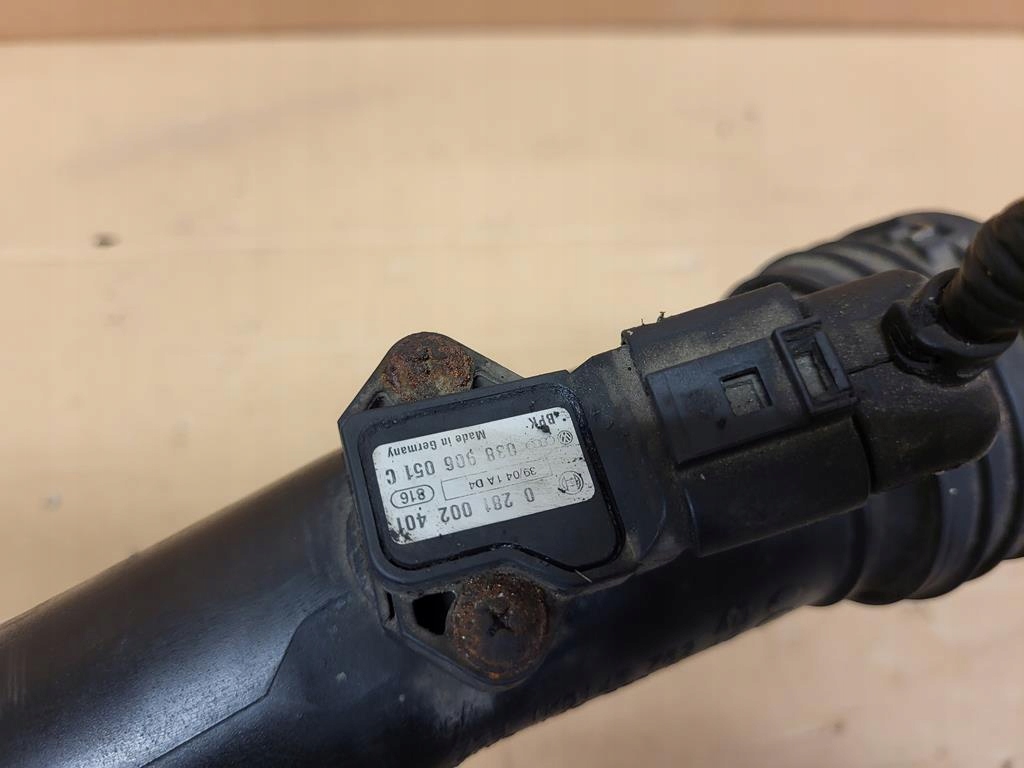 0 281 002 401
39/04 1A D4 816
038 906 051 C
Made in Germany
BPK